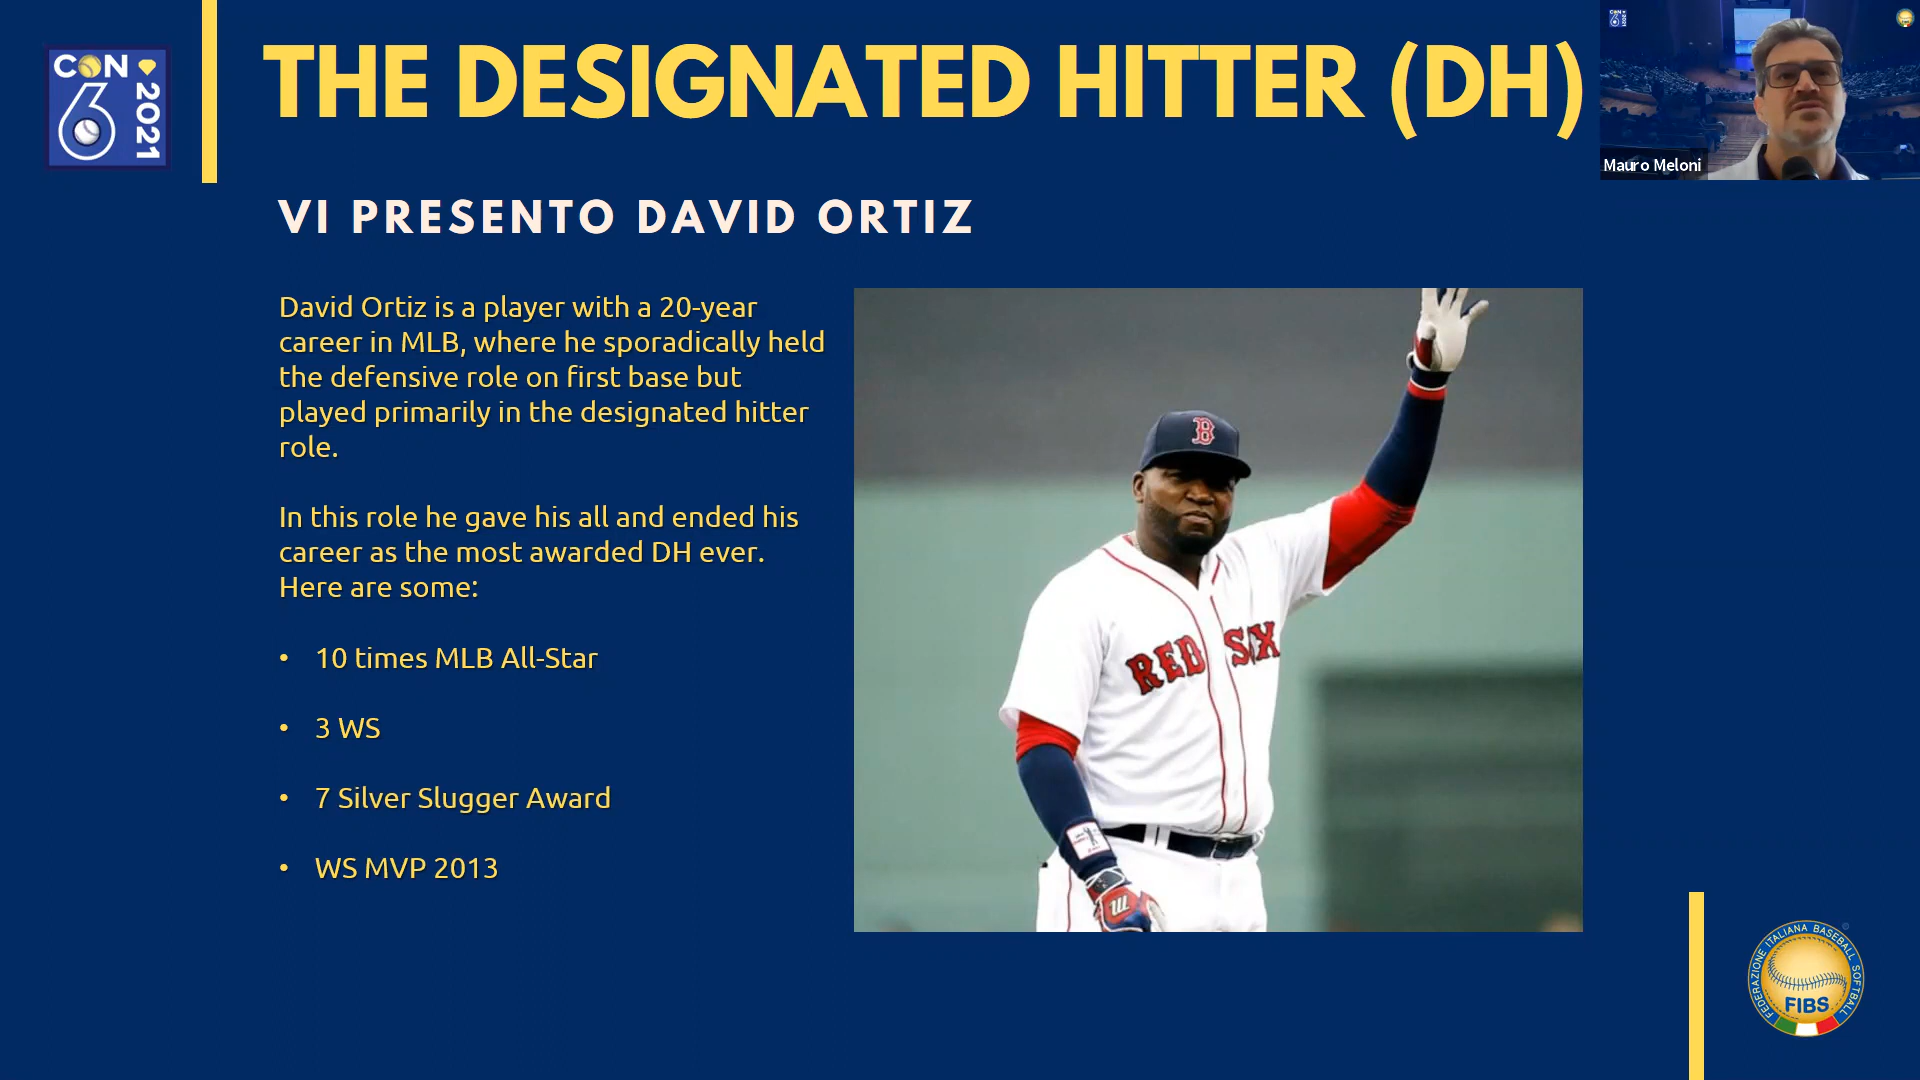 CON 6 2021
THE DESIGNATED HITTER (DH)
Mauro Meloni
VI PRESENTO DAVID ORTIZ
David Ortiz is a player with a 20-year
career in MLB, where he sporadically held
the defensive role on first base but
played primarily in the designated hitter
role.
In this role he gave his all and ended his
career as the most awarded DH ever.
Here are some:
• 10 times MLB All-Star
• 3 WS
• 7 Silver Slugger Award
• WS MVP 2013
B
RED SOX
FEDERAZIONE ITALIANA BASEBALL SOFTBALL
FIBS